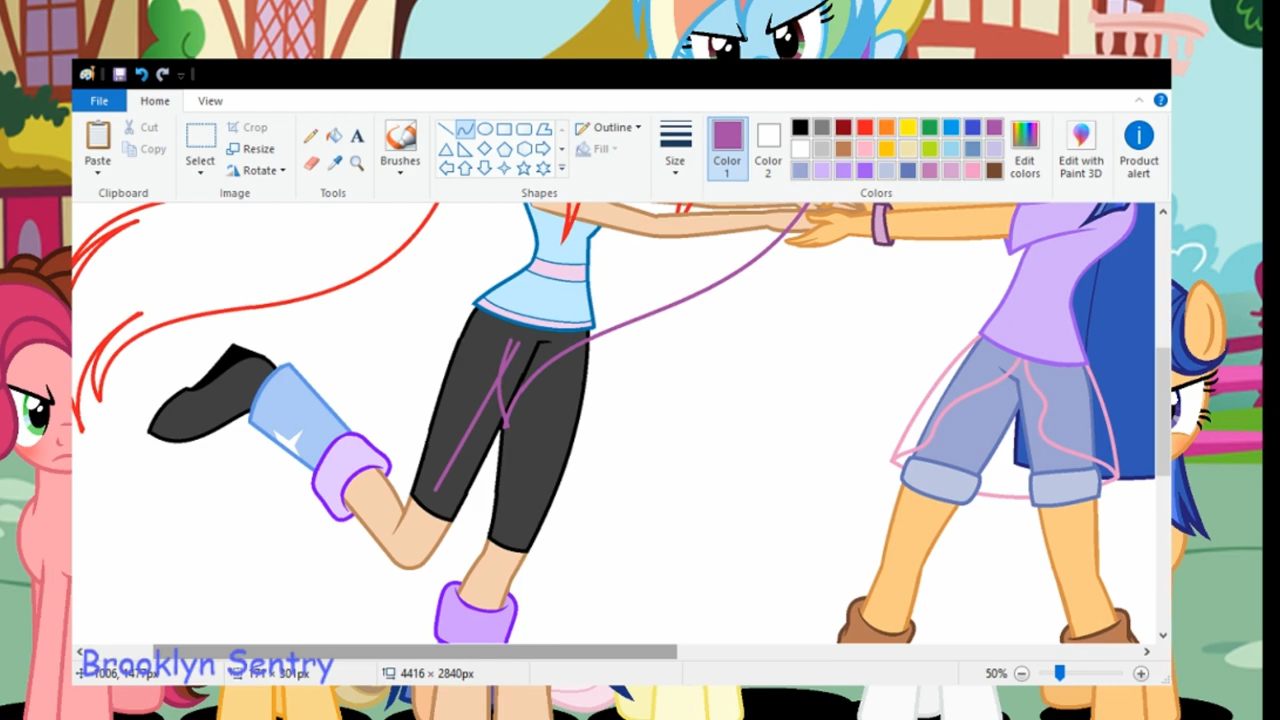 File Home View
Paste
Cut
Copy
Clipboard
Select
Crop
Resize
Rotate
Image
A
Tools
Brushes
Outline
Fill
Shapes
Size
Color 1
Color 2
Edit colors
Colors
Edit with Paint 3D
Product alert
Brooklyn Sentry
4416 × 2840px
50%